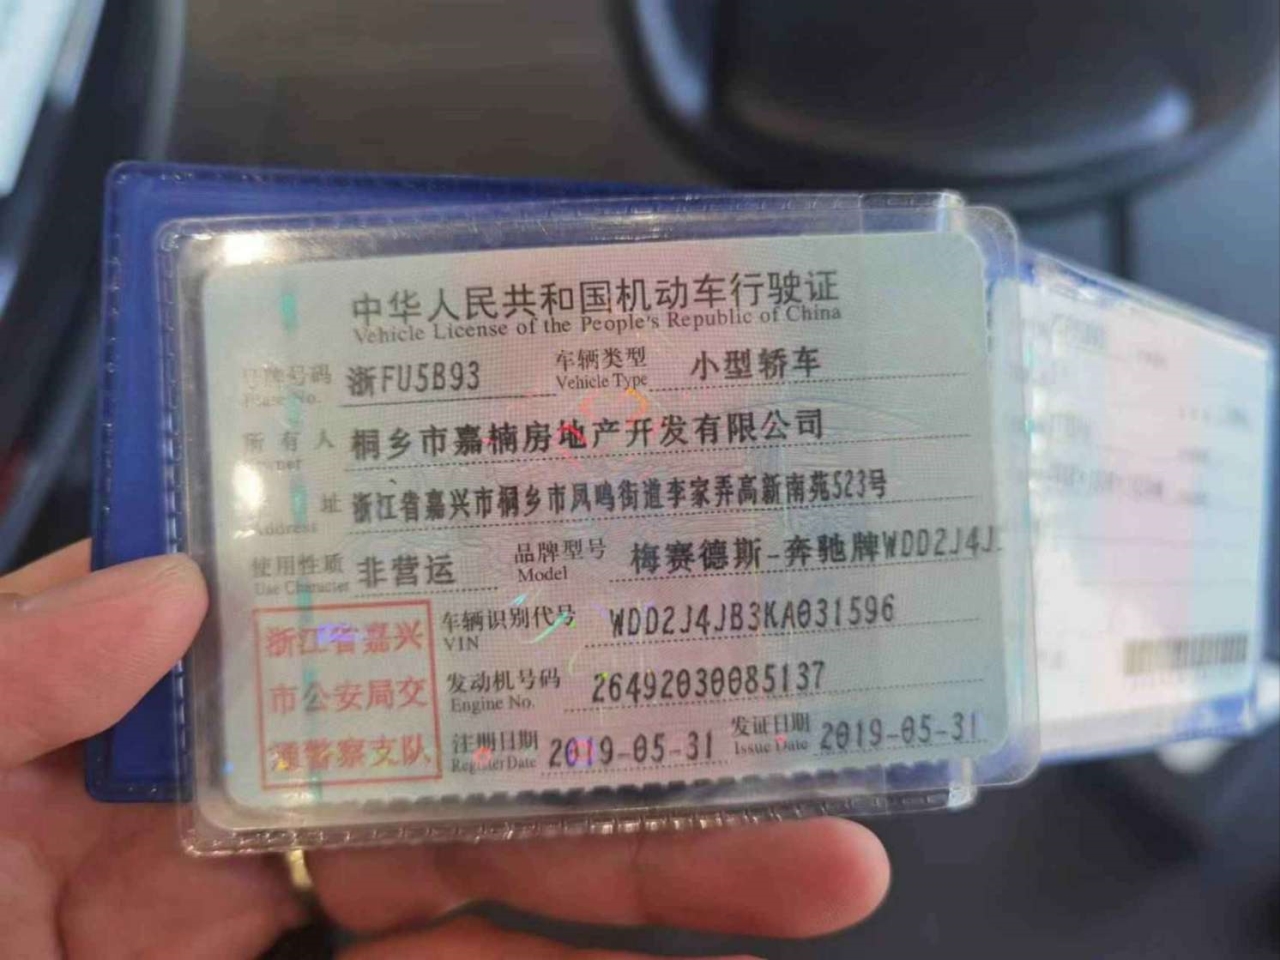 中华人民共和国机动车行驶证
Vehicle License of the People's Republic of China
号牌号码 浙FU5B93 车辆类型 小型轿车
Plate No. Vehicle Type
所有人 桐乡市嘉楠房地产开发有限公司
Owner
址 浙江省嘉兴市桐乡市凤鸣街道李家弄高新南苑523号
Address
使用性质 非营运 品牌型号 梅赛德斯-奔驰牌WDD2J4J
Use Character Model
浙江省嘉兴
市公安局交
通警察支队
车辆识别代号 WDD2J4JB3KA031596
VIN
发动机号码 26492030085137
Engine No.
注册日期 2019-05-31 发证日期 2019-05-31
Register Date Issue Date